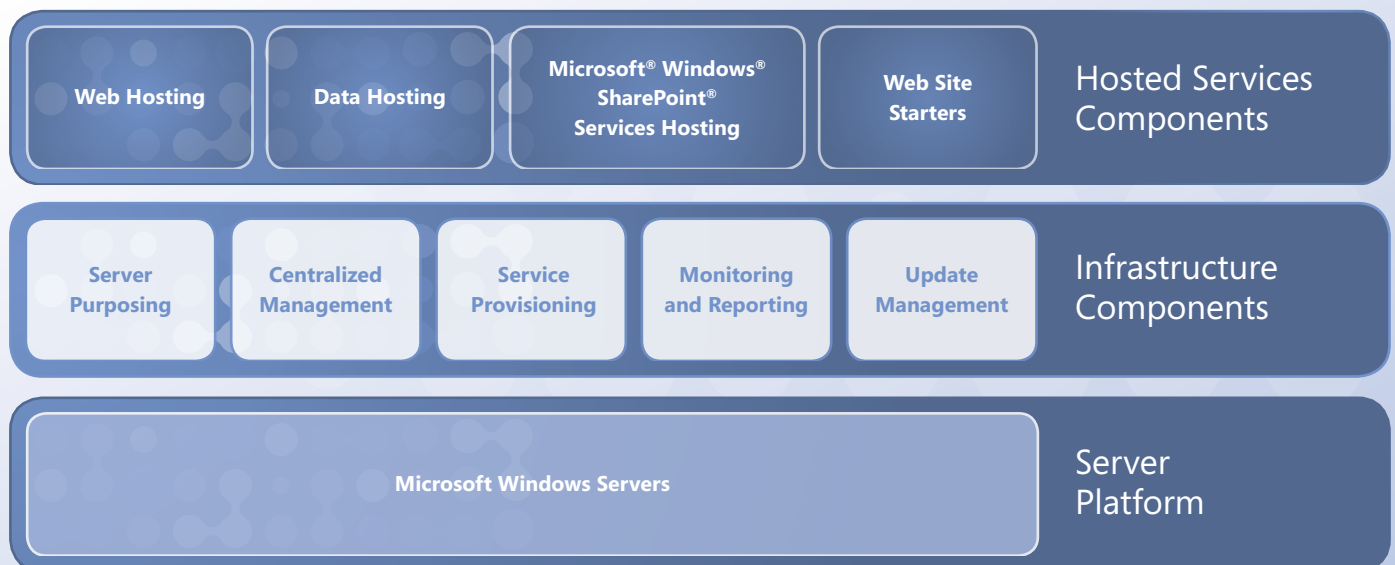 Web Hosting
Data Hosting
Microsoft® Windows®
SharePoint®
Services Hosting
Web Site
Starters
Hosted Services
Components
Server
Purposing
Centralized
Management
Service
Provisioning
Monitoring
and Reporting
Update
Management
Infrastructure
Components
Microsoft Windows Servers
Server
Platform